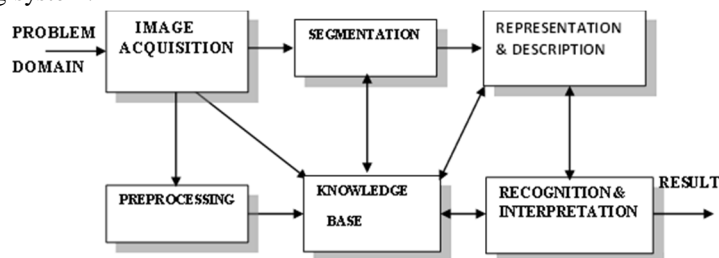 PROBLEM
DOMAIN
IMAGE
ACQUISITION
SEGMENTATION
REPRESENTATION
& DESCRIPTION
PREPROCESSING
KNOWLEDGE
BASE
RECOGNITION &
INTERPRETATION
RESULT